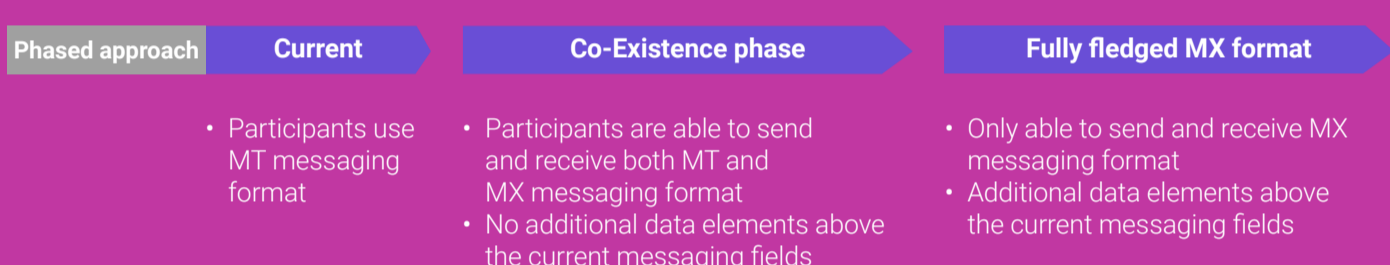 Phased approach
Current
Co-Existence phase
Fully fledged MX format
• Participants use
MT messaging
format
• Participants are able to send
and receive both MT and
MX messaging format
• No additional data elements above
the current messaging fields
• Only able to send and receive MX
messaging format
• Additional data elements above
the current messaging fields